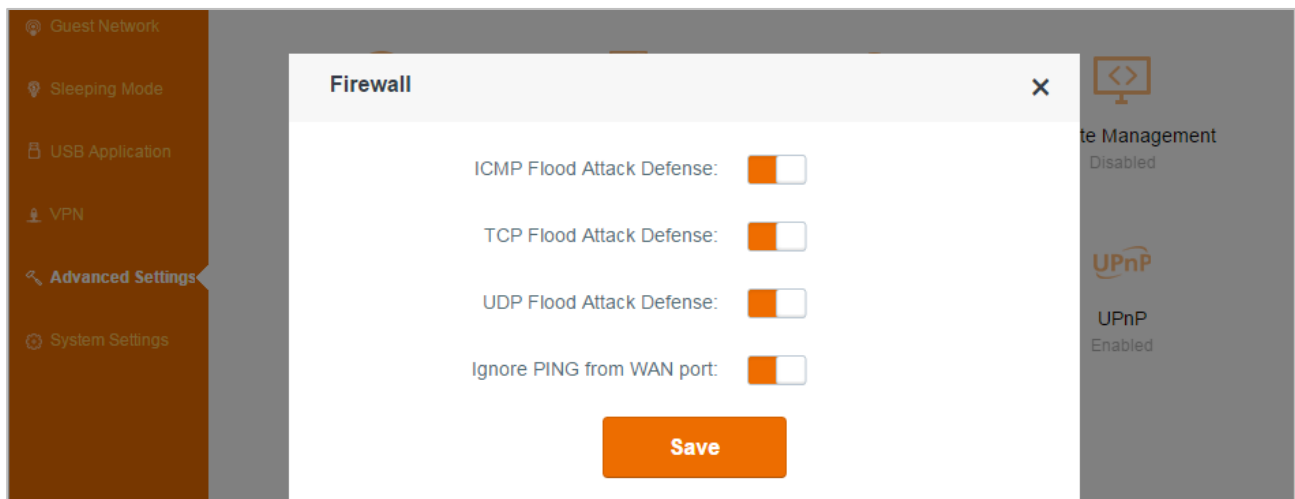 Guest Network
Sleeping Mode
USB Application
VPN
Advanced Settings
System Settings
Firewall
×
ICMP Flood Attack Defense:
TCP Flood Attack Defense:
UDP Flood Attack Defense:
Ignore PING from WAN port:
Save
te Management
Disabled
UPnP
UPnP
Enabled